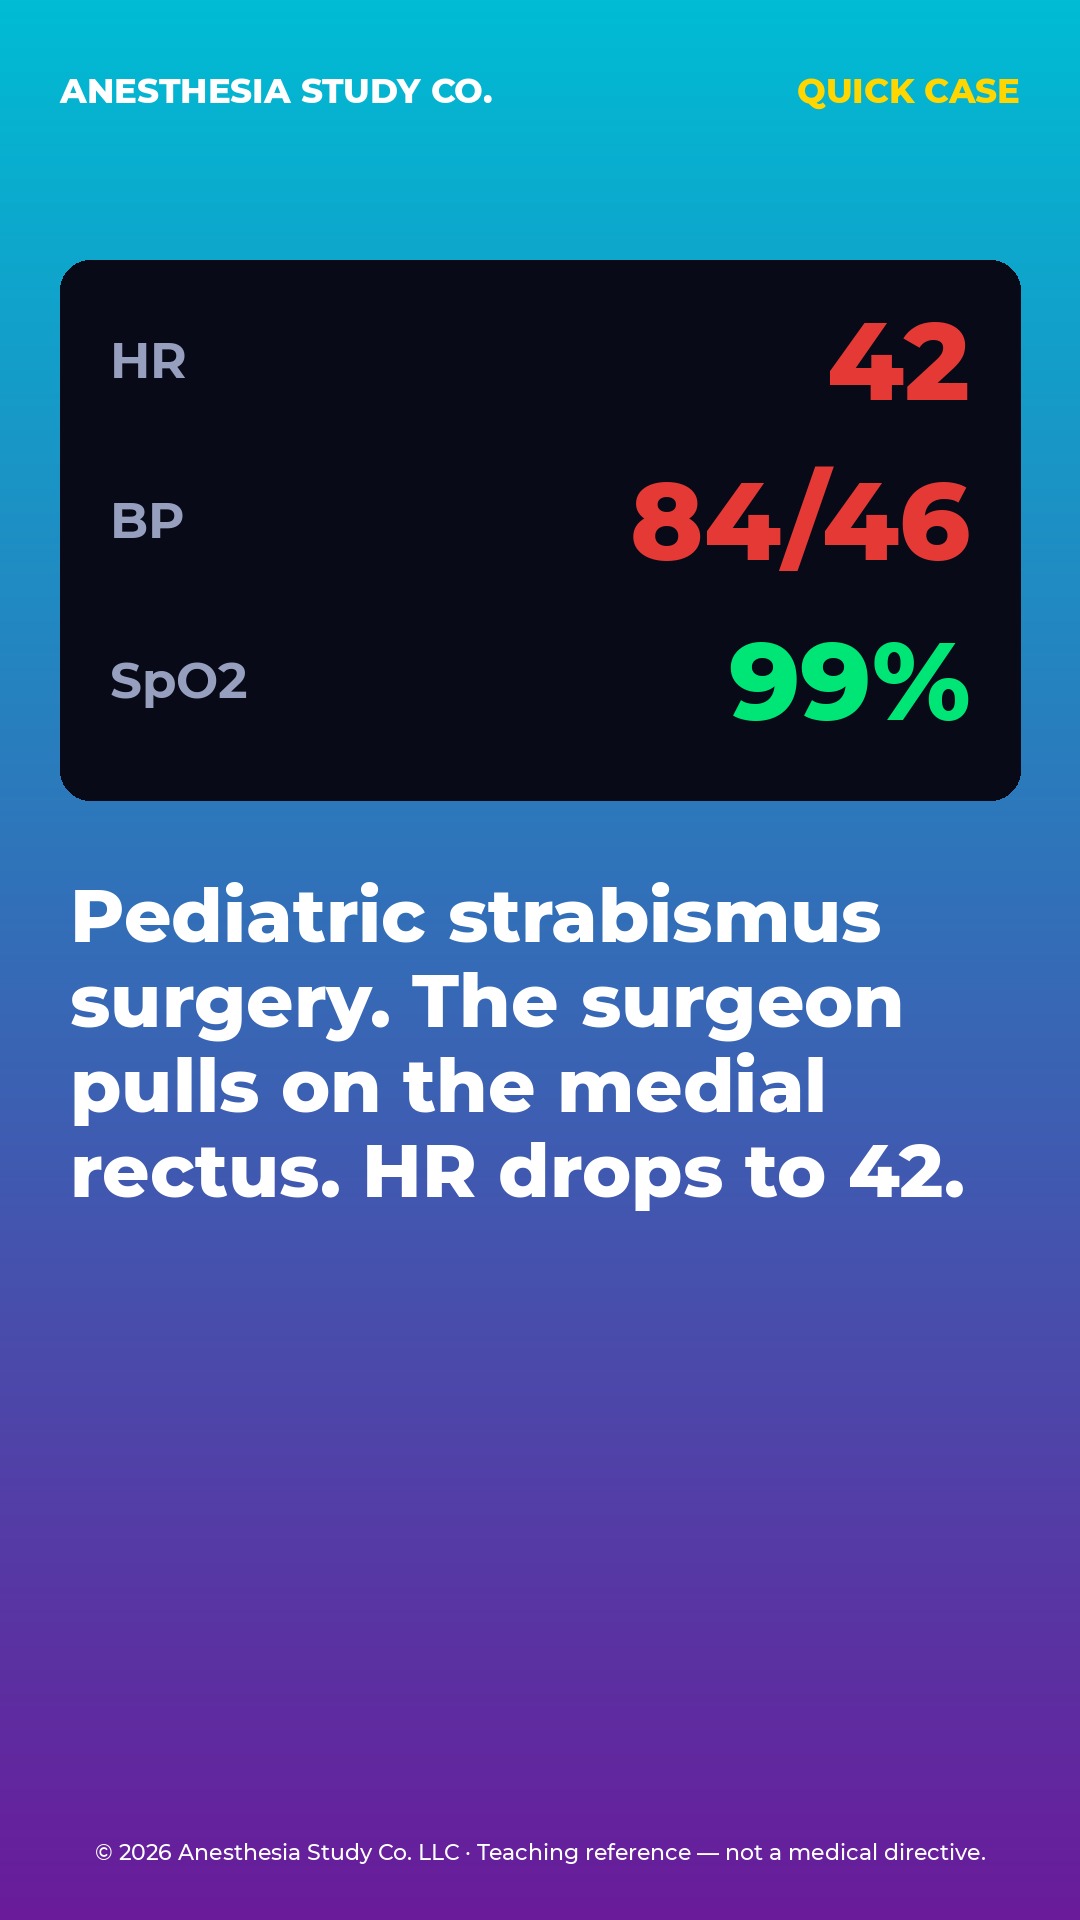 ANESTHESIA STUDY CO.
QUICK CASE
HR 42
BP 84/46
SpO2 99%
Pediatric strabismus
surgery. The surgeon
pulls on the medial
rectus. HR drops to 42.
© 2026 Anesthesia Study Co. LLC · Teaching reference — not a medical directive.